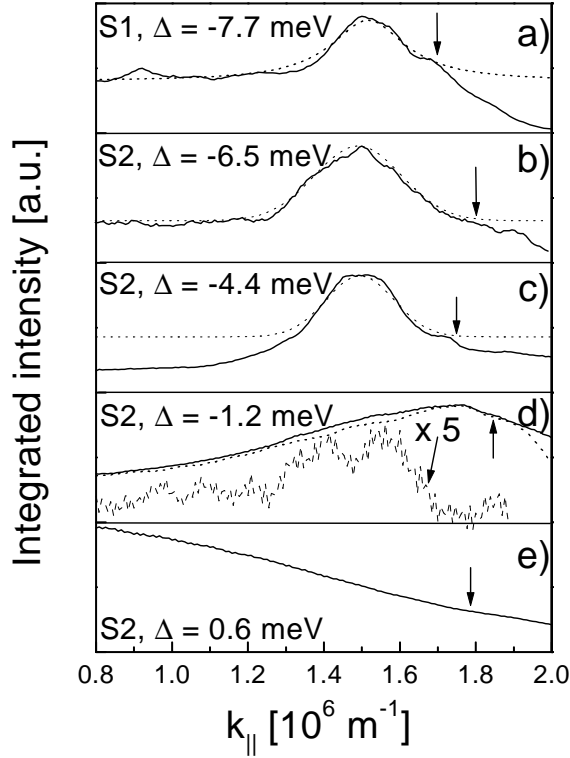 S1, Δ = -7.7 meV
a)
S2, Δ = -6.5 meV
b)
S2, Δ = -4.4 meV
c)
S2, Δ = -1.2 meV
d)
x 5
e)
S2, Δ = 0.6 meV
0.8 1.0 1.2 1.4 1.6 1.8 2.0
k|| [10⁶ m⁻¹]
Integrated intensity [a.u.]